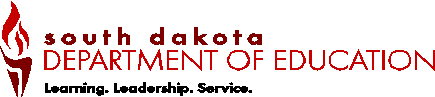 south dakota
DEPARTMENT OF EDUCATION
Learning. Leadership. Service.